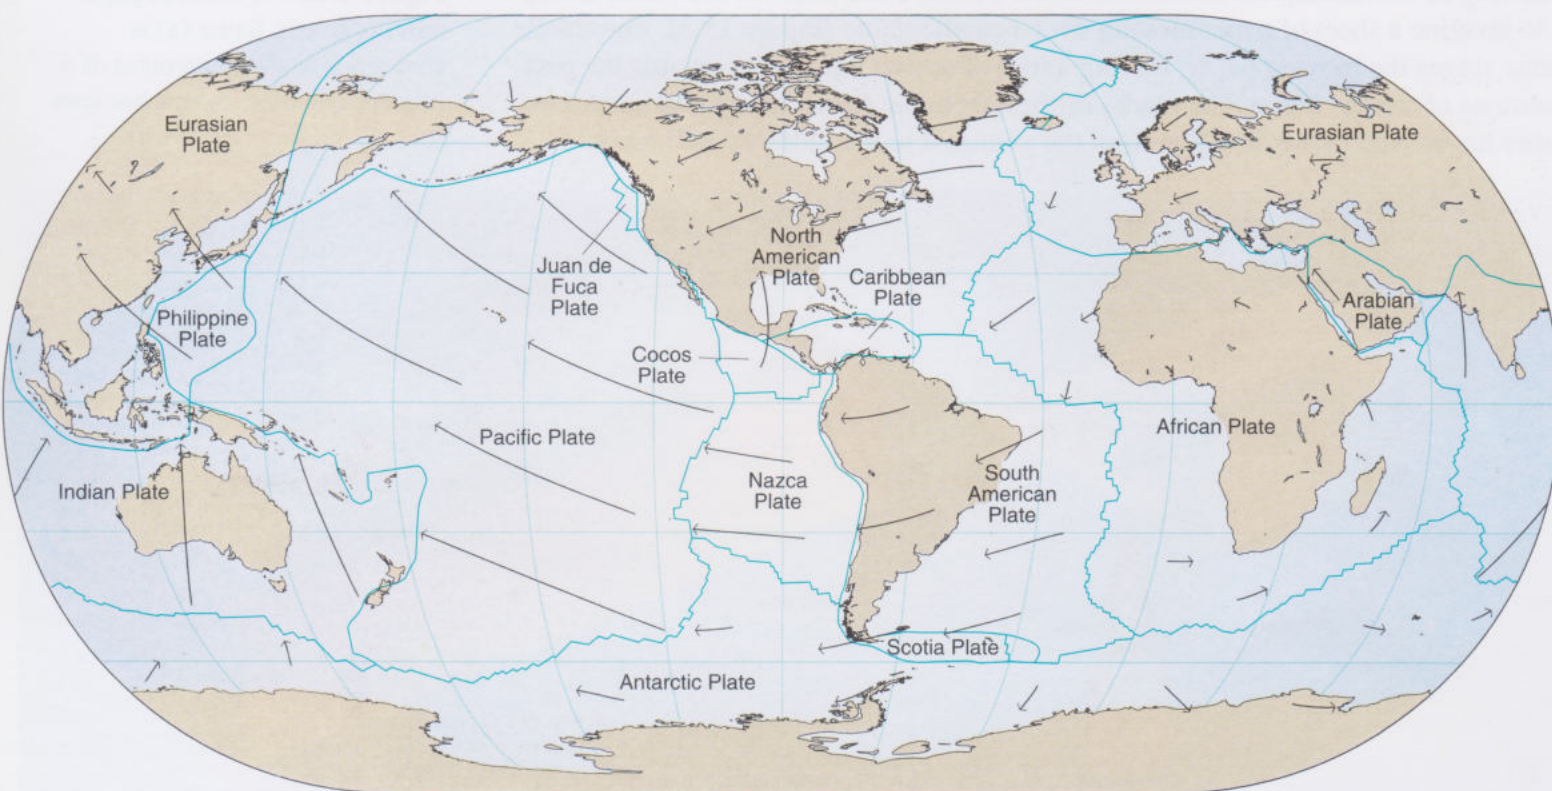 Eurasian
Plate
Eurasian Plate
North
American
Plate
Juan de
Fuca
Plate
Caribbean
Plate
Arabian
Plate
Philippine
Plate
Cocos
Plate
Pacific Plate
African Plate
Indian Plate
Nazca
Plate
South
American
Plate
Scotia Plate
Antarctic Plate